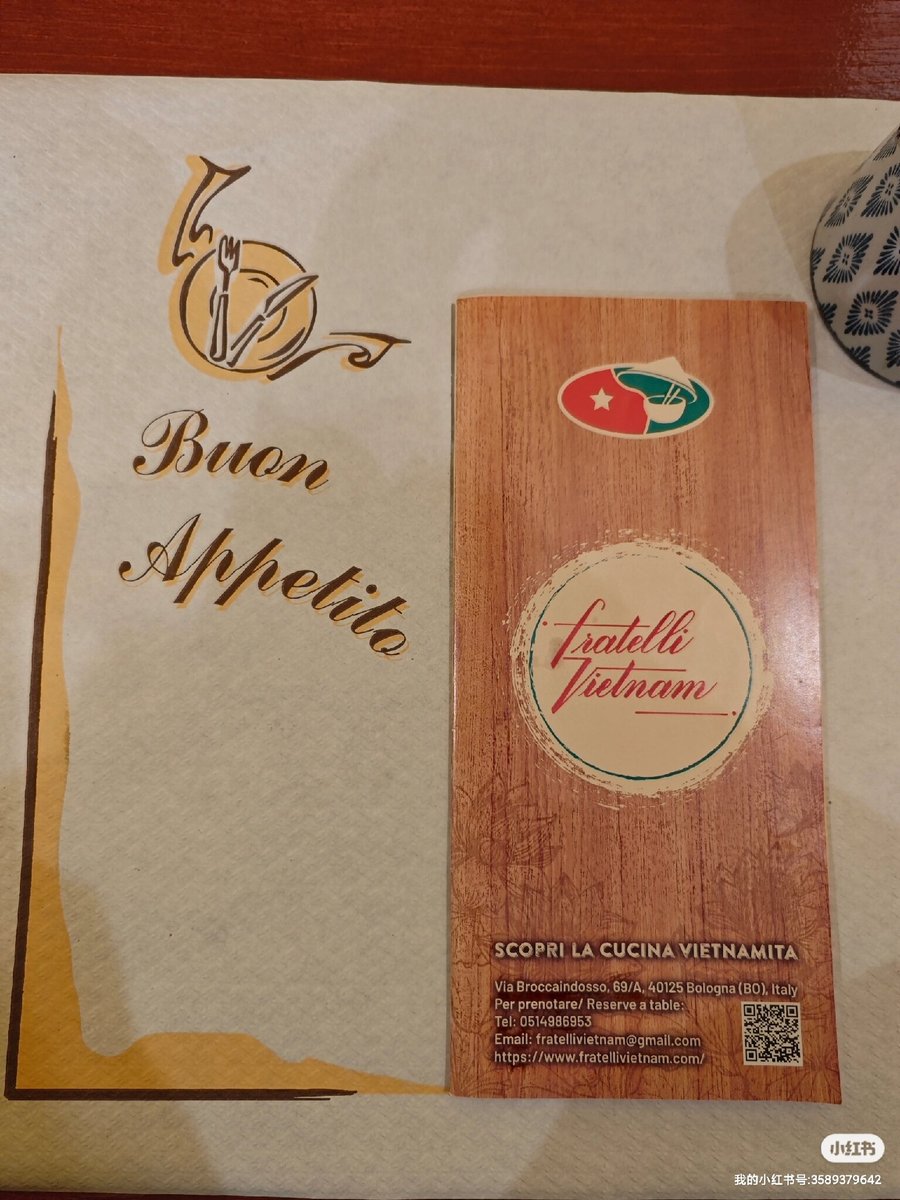 Buon
Appetito
fratelli
Vietnam
SCOPRI LA CUCINA VIETNAMITA
Via Broccaindosso, 69/A, 40125 Bologna (BO), Italy
Per prenotare/ Reserve a table:
Tel: 0514986953
Email: fratellivietnam@gmail.com
https://www.fratellivietnam.com/
小红书
我的小红书号:3589379642